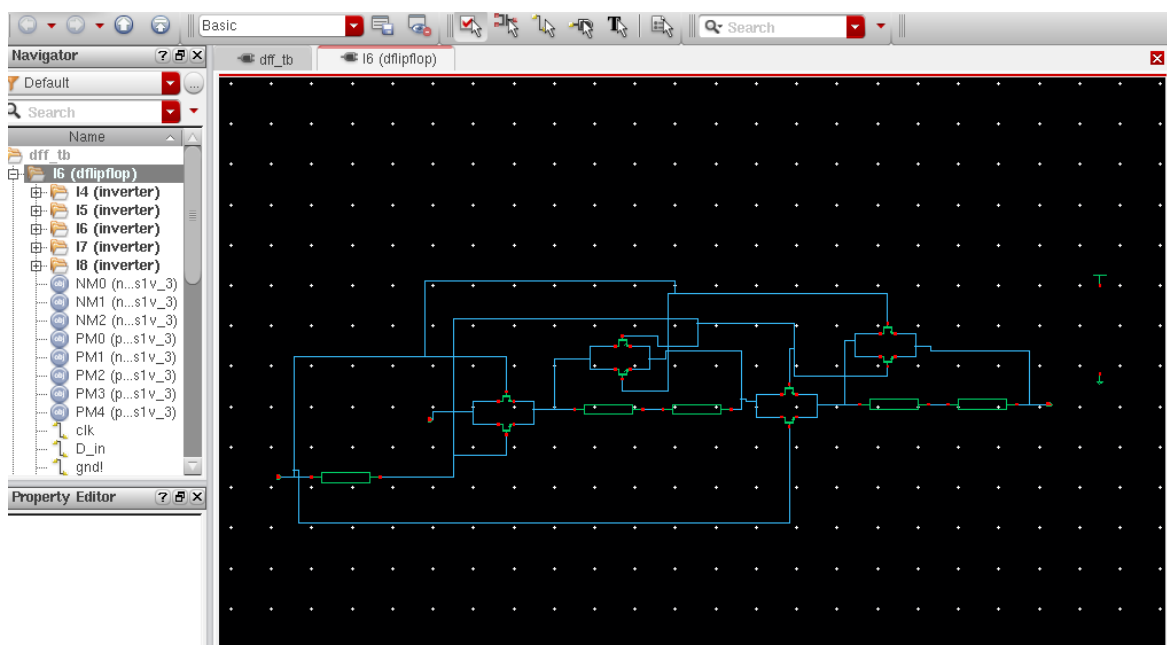 Basic
Search
Navigator
dff_tb
I6 (dflipflop)
Default
Search
Name
dff_tb
I6 (dflipflop)
I4 (inverter)
I5 (inverter)
I6 (inverter)
I7 (inverter)
I8 (inverter)
NM0 (n...s1v_3)
NM1 (n...s1v_3)
NM2 (n...s1v_3)
PM0 (p...s1v_3)
PM1 (n...s1v_3)
PM2 (p...s1v_3)
PM3 (p...s1v_3)
PM4 (p...s1v_3)
clk
D_in
gnd!
Property Editor